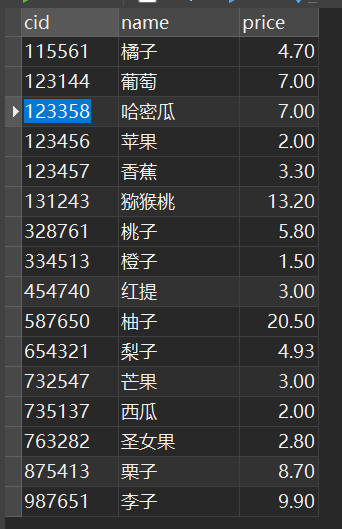 cid name price
115561 橘子 4.70
123144 葡萄 7.00
123358 哈密瓜 7.00
123456 苹果 2.00
123457 香蕉 3.30
131243 猕猴桃 13.20
328761 桃子 5.80
334513 橙子 1.50
454740 红提 3.00
587650 柚子 20.50
654321 梨子 4.93
732547 芒果 3.00
735137 西瓜 2.00
763282 圣女果 2.80
875413 栗子 8.70
987651 李子 9.90